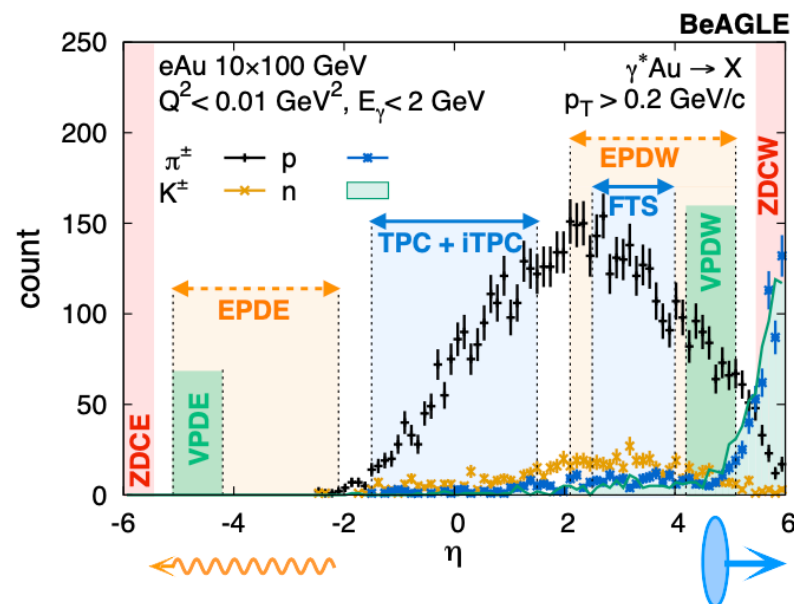 BeAGLE
eAu 10×100 GeV
Q² < 0.01 GeV², Eγ < 2 GeV
γ*Au → X
pT > 0.2 GeV/c
π± p
K± n
EPDW
FTS
TPC + iTPC
EPDE
VPDE
ZDCE
VPDW
ZDCW
count
250
200
150
100
50
0
-6 -4 -2 0 2 4 6
η